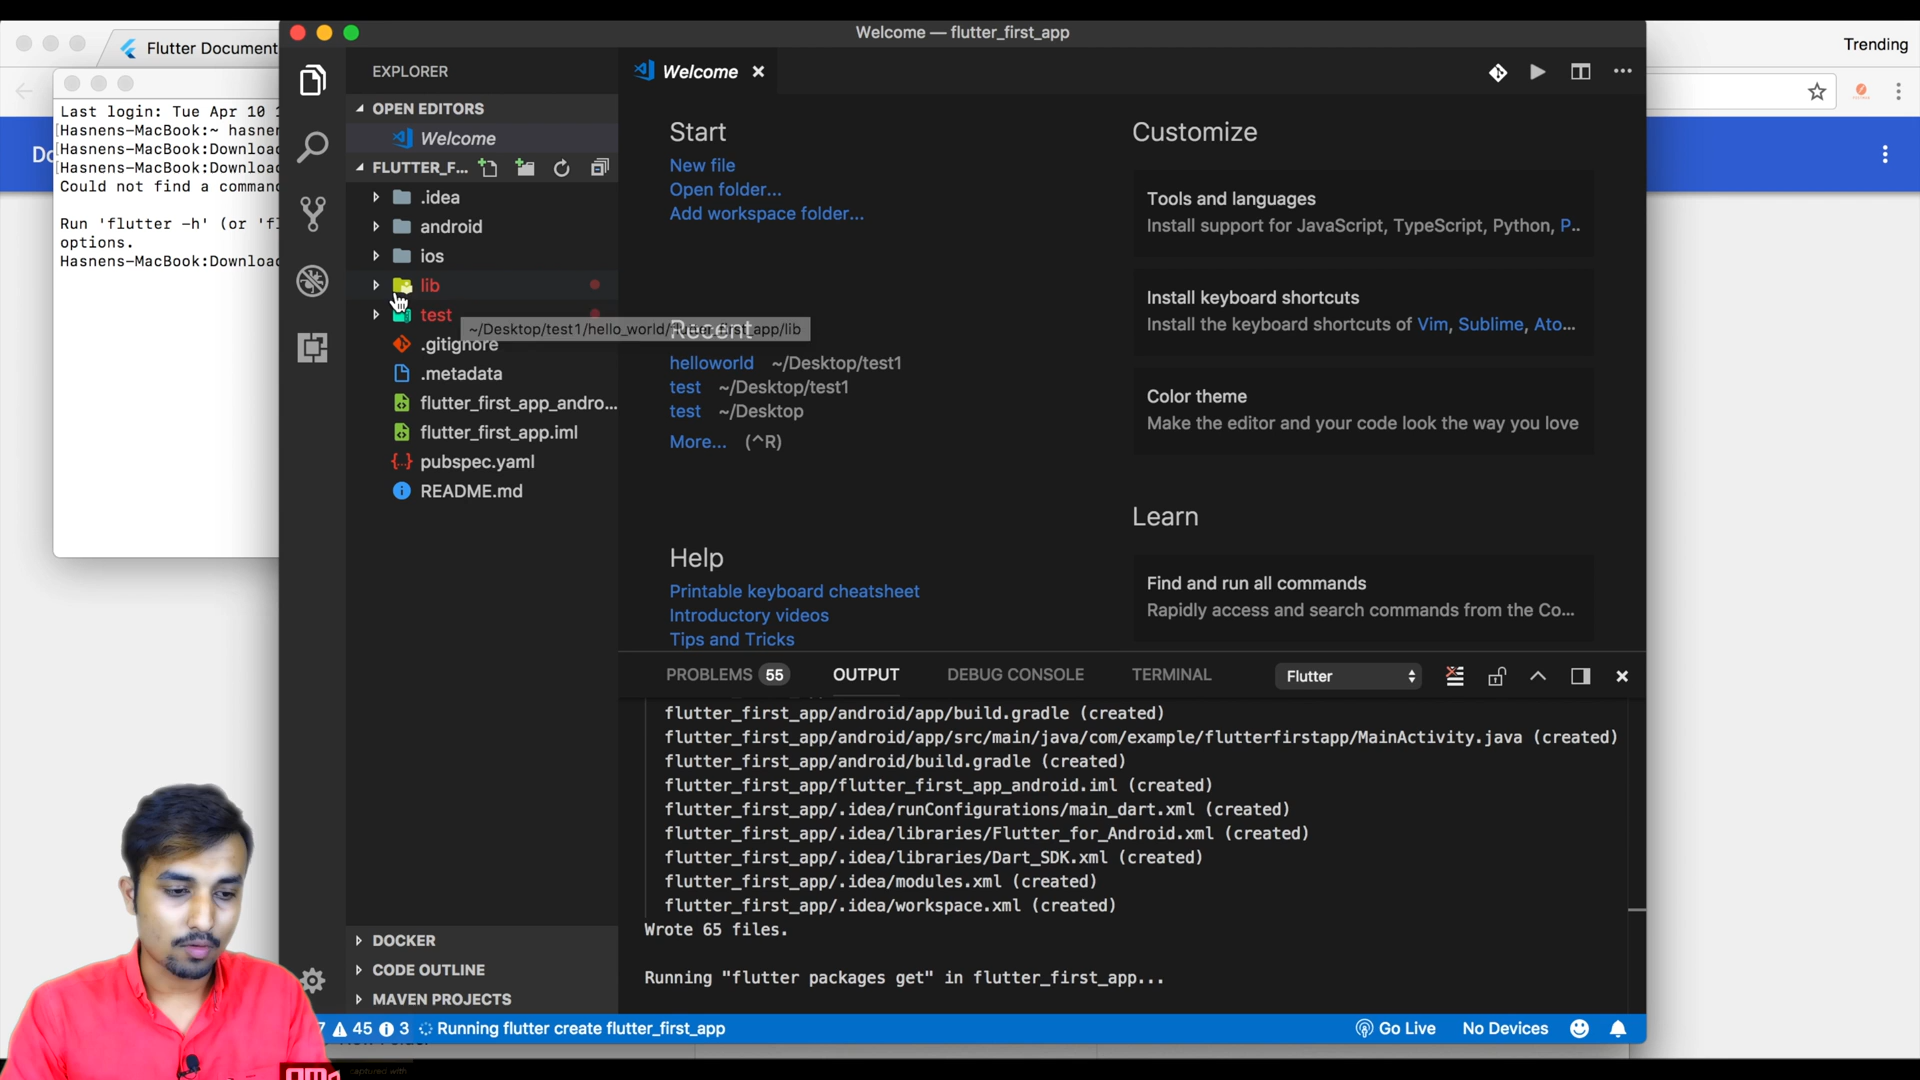 Welcome — flutter_first_app
Flutter Document
Trending
EXPLORER
Welcome
OPEN EDITORS
Welcome
FLUTTER_F...
.idea
android
ios
lib
test
~/Desktop/test1/hello_world/flutter_first_app/lib
.gitignore
.metadata
flutter_first_app_andro...
flutter_first_app.iml
pubspec.yaml
README.md
DOCKER
CODE OUTLINE
MAVEN PROJECTS
Last login: Tue Apr 10 1
[Hasnens-MacBook:~ hasnen
[Hasnens-MacBook:Downloac
[Hasnens-MacBook:Downloac
Could not find a comman
Run 'flutter -h' (or 'fl
options.
Hasnens-MacBook:Downloac
Start
New file
Open folder...
Add workspace folder...
Recent
helloworld ~/Desktop/test1
test ~/Desktop/test1
test ~/Desktop
More... (^R)
Help
Printable keyboard cheatsheet
Introductory videos
Tips and Tricks
Customize
Tools and languages
Install support for JavaScript, TypeScript, Python, P..
Install keyboard shortcuts
Install the keyboard shortcuts of Vim, Sublime, Ato...
Color theme
Make the editor and your code look the way you love
Learn
Find and run all commands
Rapidly access and search commands from the Co...
PROBLEMS 55 OUTPUT DEBUG CONSOLE TERMINAL Flutter
flutter_first_app/android/app/build.gradle (created)
flutter_first_app/android/app/src/main/java/com/example/flutterfirstapp/MainActivity.java (created)
flutter_first_app/android/build.gradle (created)
flutter_first_app/flutter_first_app_android.iml (created)
flutter_first_app/.idea/runConfigurations/main_dart.xml (created)
flutter_first_app/.idea/libraries/Flutter_for_Android.xml (created)
flutter_first_app/.idea/libraries/Dart_SDK.xml (created)
flutter_first_app/.idea/modules.xml (created)
flutter_first_app/.idea/workspace.xml (created)
Wrote 65 files.
Running "flutter packages get" in flutter_first_app...
7 45 3 Running flutter create flutter_first_app Go Live No Devices
captured with